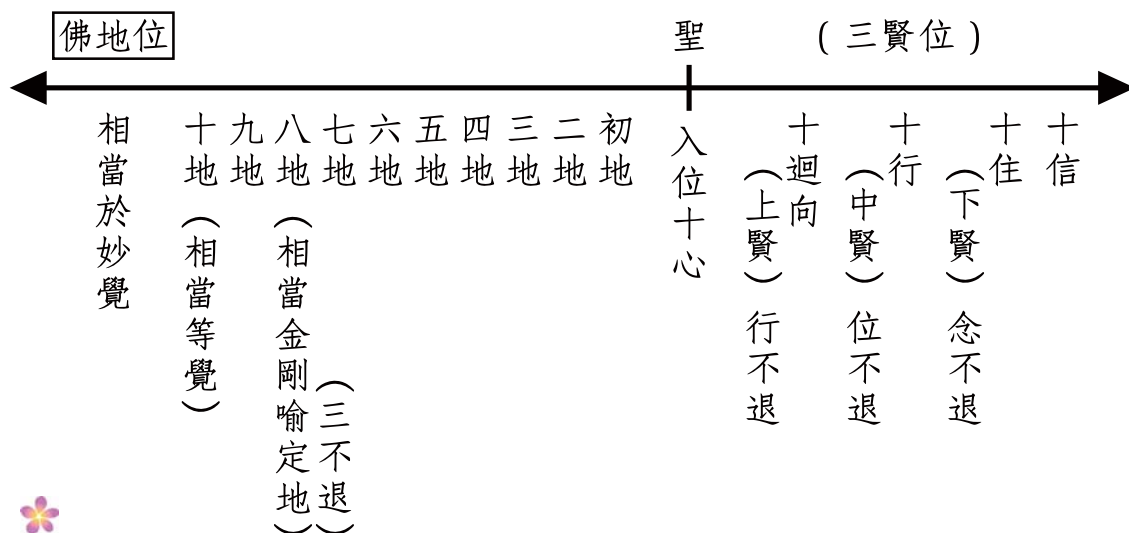 佛地位
聖
(三賢位)
十信
十住
(下賢)念不退
十行
(中賢)位不退
十迴向
(上賢)行不退
入位十心
初地
二地
三地
四地
五地
六地
七地(三不退)
八地(相當金剛喻定地)
九地
十地(相當等覺)
相當於妙覺